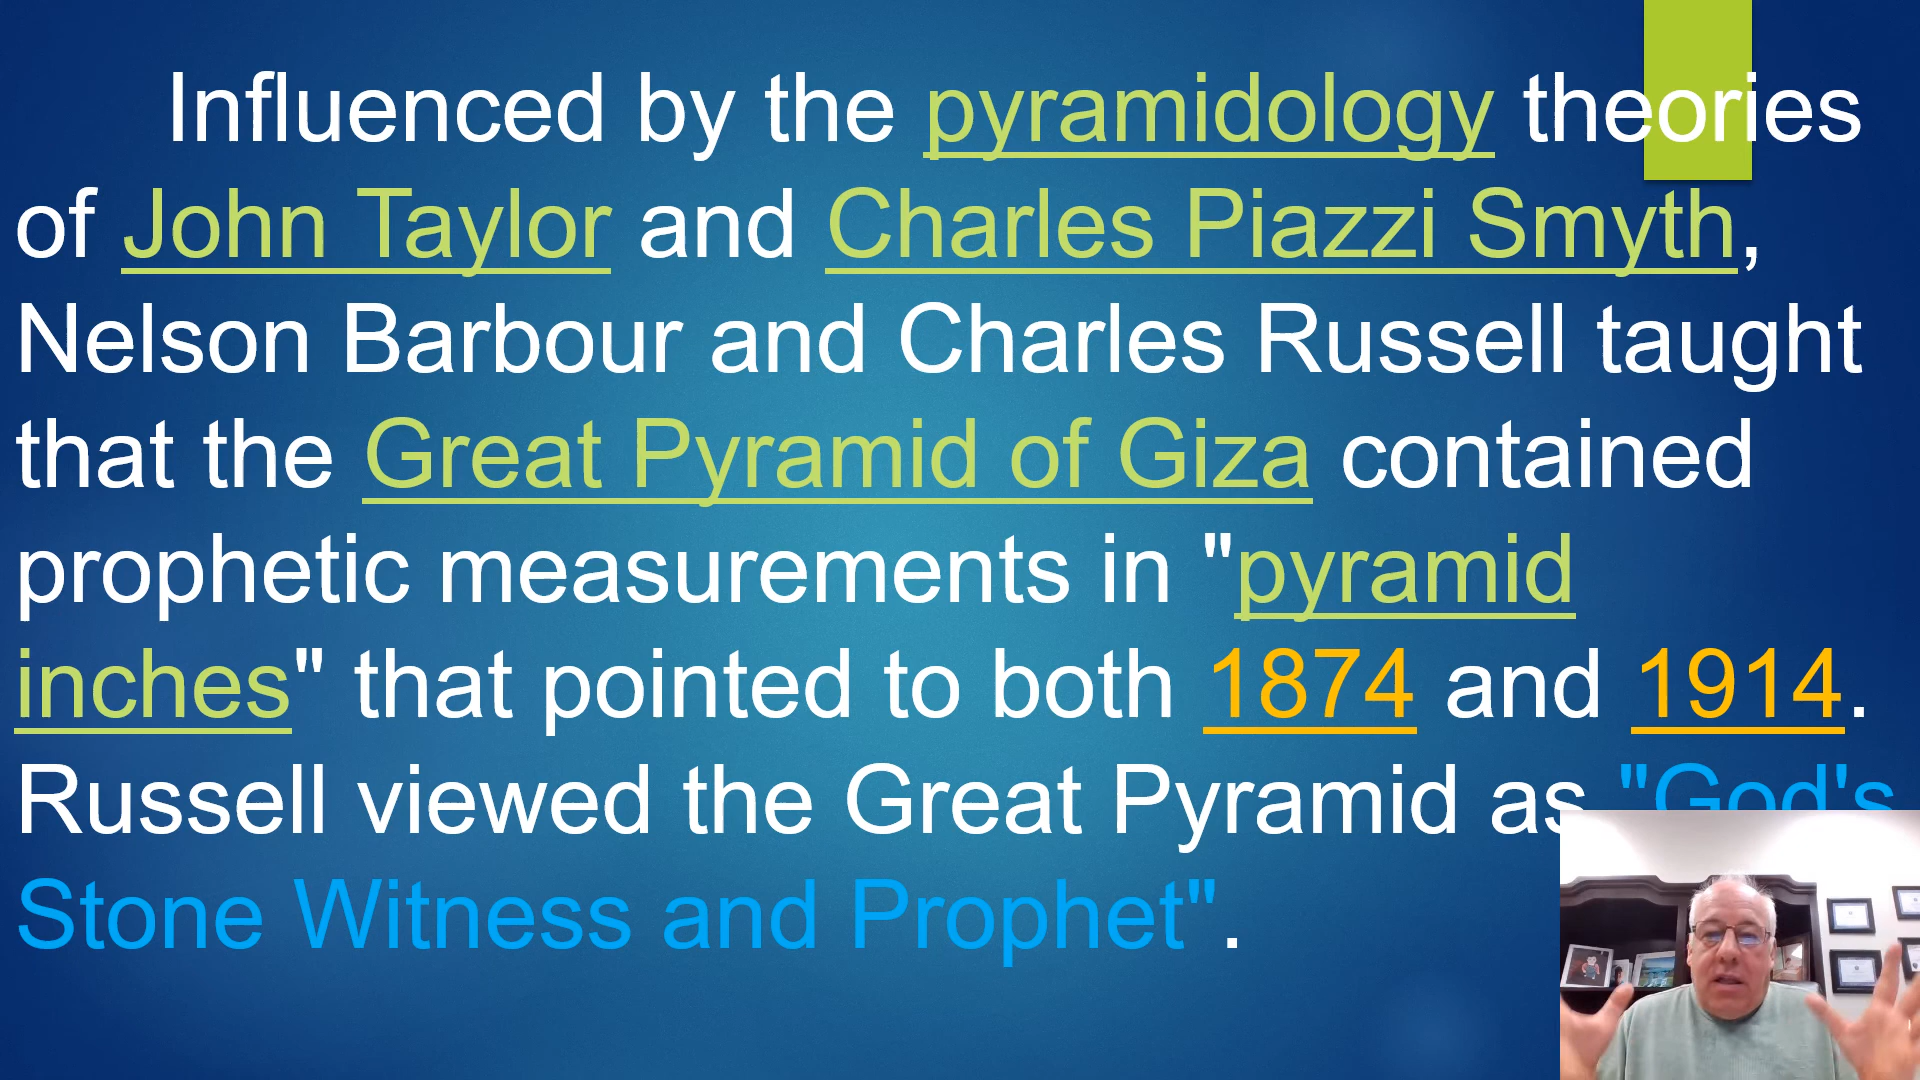 Influenced by the pyramidology theories
of John Taylor and Charles Piazzi Smyth,
Nelson Barbour and Charles Russell taught
that the Great Pyramid of Giza contained
prophetic measurements in "pyramid
inches" that pointed to both 1874 and 1914.
Russell viewed the Great Pyramid as "God's
Stone Witness and Prophet".